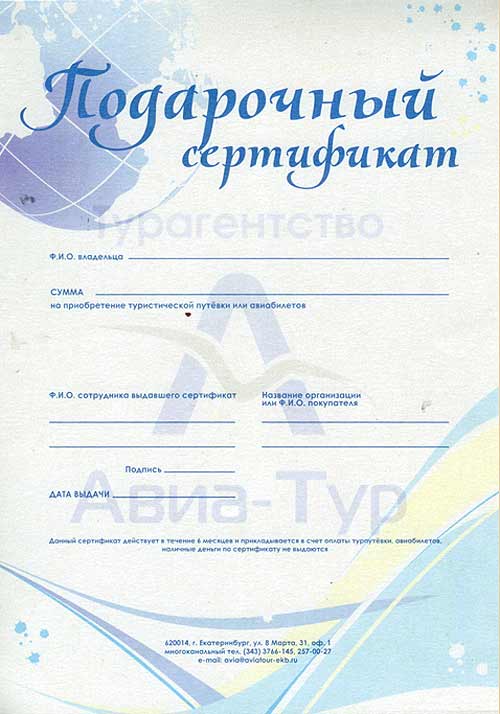 Подарочный
сертификат
Турагентство
Ф.И.О. владельца
СУММА
на приобретение туристической путёвки или авиабилетов
Ф.И.О. сотрудника выдавшего сертификат
Название организации
или Ф.И.О. покупателя
Подпись
ДАТА ВЫДАЧИ
Авиа-Тур
Данный сертификат действует в течение 6 месяцев и прикладывается в счет оплаты турпутёвки, авиабилетов,
наличные деньги по сертификату не выдаются
620014, г. Екатеринбург, ул. 8 Марта, 31, оф. 1
многоканальный тел. (343) 3766-145, 257-00-27
e-mail: avia@aviatour-ekb.ru